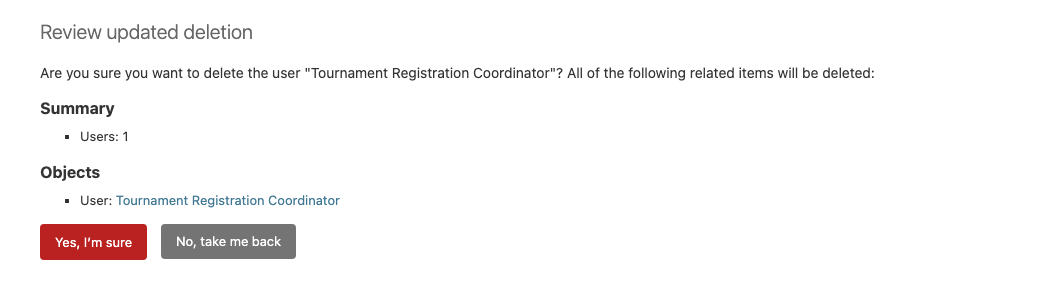 Review updated deletion
Are you sure you want to delete the user "Tournament Registration Coordinator"? All of the following related items will be deleted:
Summary
Users: 1
Objects
User: Tournament Registration Coordinator
Yes, I'm sure No, take me back